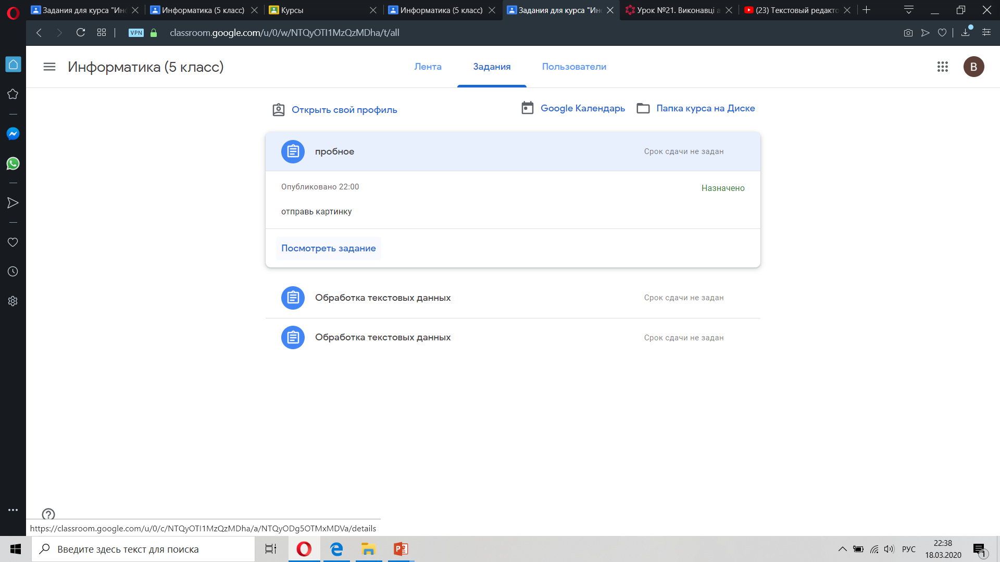 Задания для курса "Инф
Информатика (5 класс)
Курсы
Информатика (5 класс)
Задания для курса "Инф
Урок №21. Виконавці а
(23) Текстовый редакто
VPN
classroom.google.com/u/0/w/NTQyOTI1MzQzMDha/t/all
Информатика (5 класс)
Лента
Задания
Пользователи
B
Открыть свой профиль
Google Календарь
Папка курса на Диске
пробное
Срок сдачи не задан
Опубликовано 22:00
Назначено
отправь картинку
Посмотреть задание
Обработка текстовых данных
Срок сдачи не задан
Обработка текстовых данных
Срок сдачи не задан
https://classroom.google.com/u/0/c/NTQyOTI1MzQzMDha/a/NTQyODg5OTMxMDVa/details
Введите здесь текст для поиска
РУС
22:38
18.03.2020
1